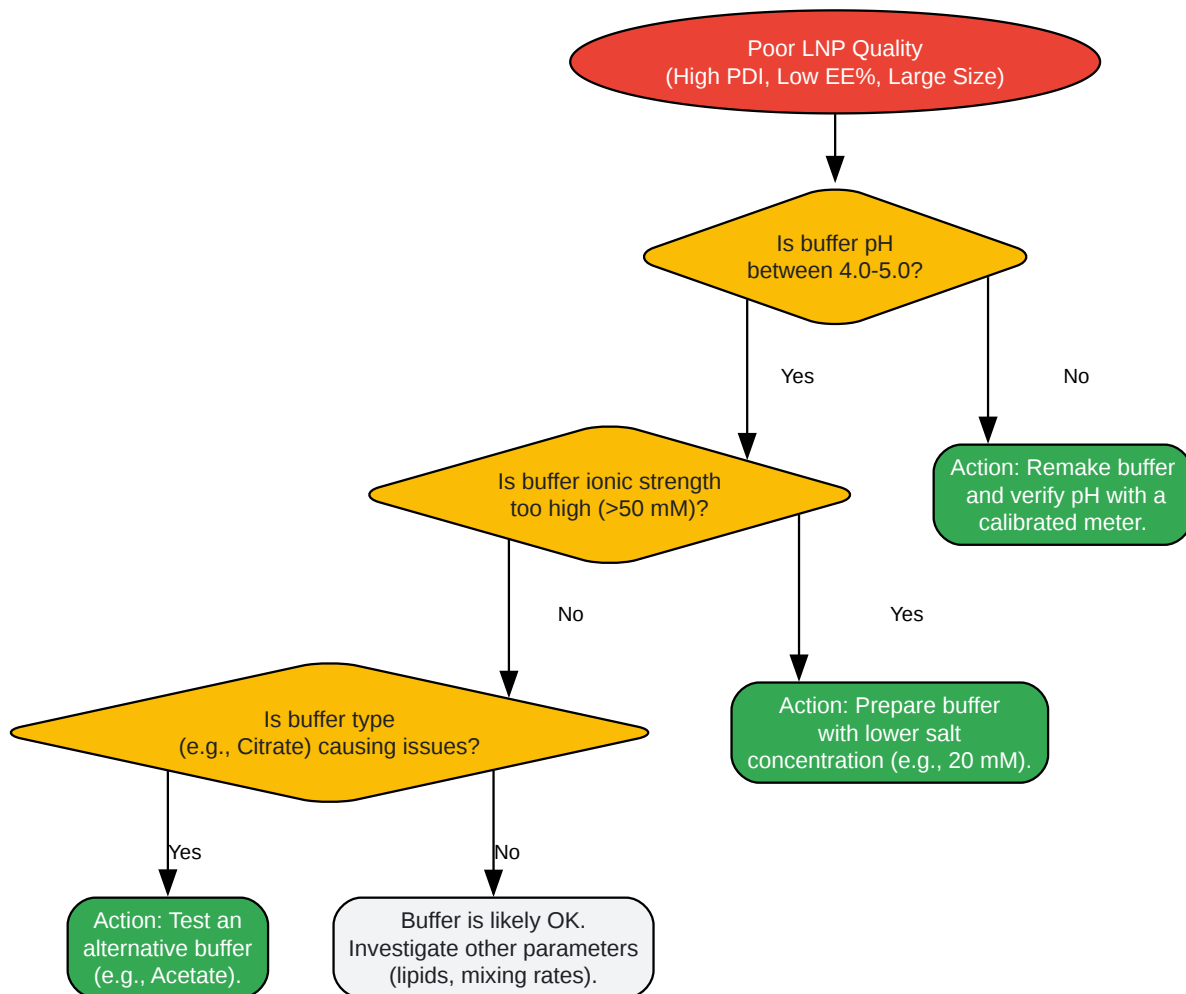 Poor LNP Quality
(High PDI, Low EE%, Large Size)
Is buffer pH
between 4.0-5.0?
Yes
No
Is buffer ionic strength
too high (>50 mM)?
Action: Remake buffer
and verify pH with a
calibrated meter.
No
Yes
Is buffer type
(e.g., Citrate) causing issues?
Action: Prepare buffer
with lower salt
concentration (e.g., 20 mM).
Yes
No
Action: Test an
alternative buffer
(e.g., Acetate).
Buffer is likely OK.
Investigate other parameters
(lipids, mixing rates).